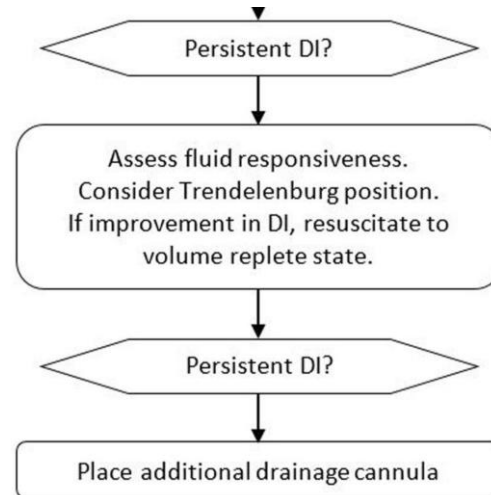 Persistent DI?
Assess fluid responsiveness.
Consider Trendelenburg position.
If improvement in DI, resuscitate to
volume replete state.
Persistent DI?
Place additional drainage cannula